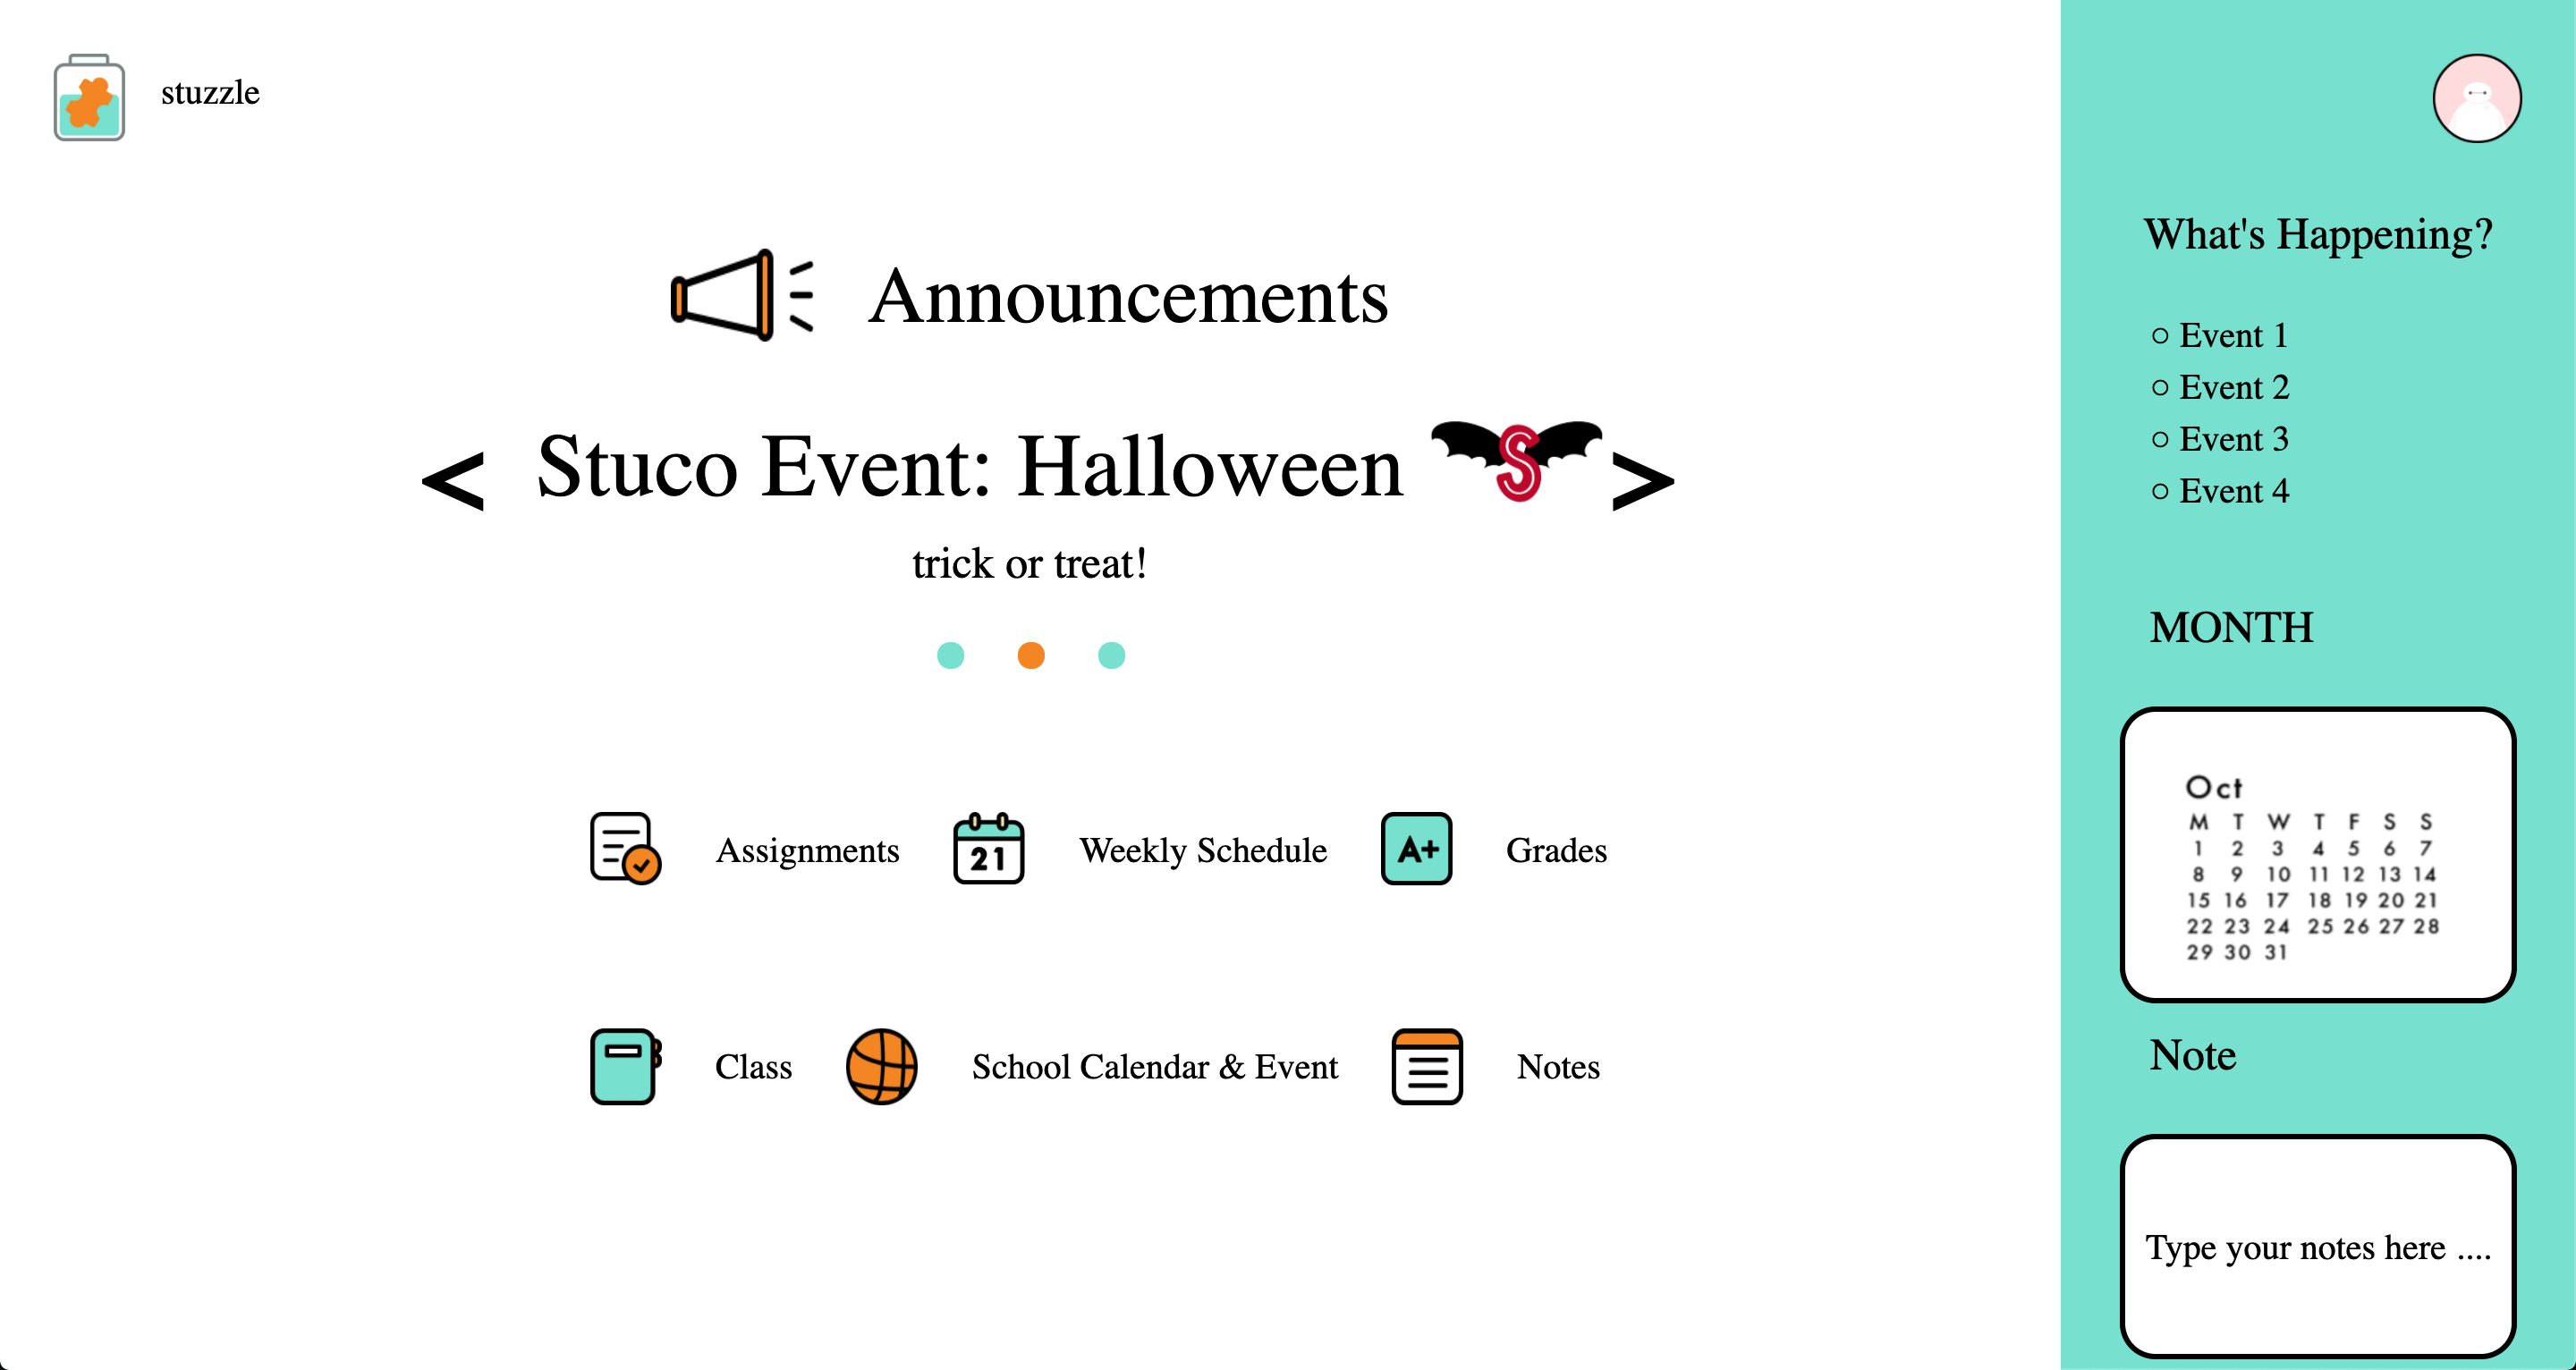 stuzzle
Announcements
< Stuco Event: Halloween S >
trick or treat!
Assignments
21
Weekly Schedule
A+
Grades
Class
School Calendar & Event
Notes
What's Happening?
Event 1
Event 2
Event 3
Event 4
MONTH
Oct
M T W T F S S
1 2 3 4 5 6 7
8 9 10 11 12 13 14
15 16 17 18 19 20 21
22 23 24 25 26 27 28
29 30 31
Note
Type your notes here ....